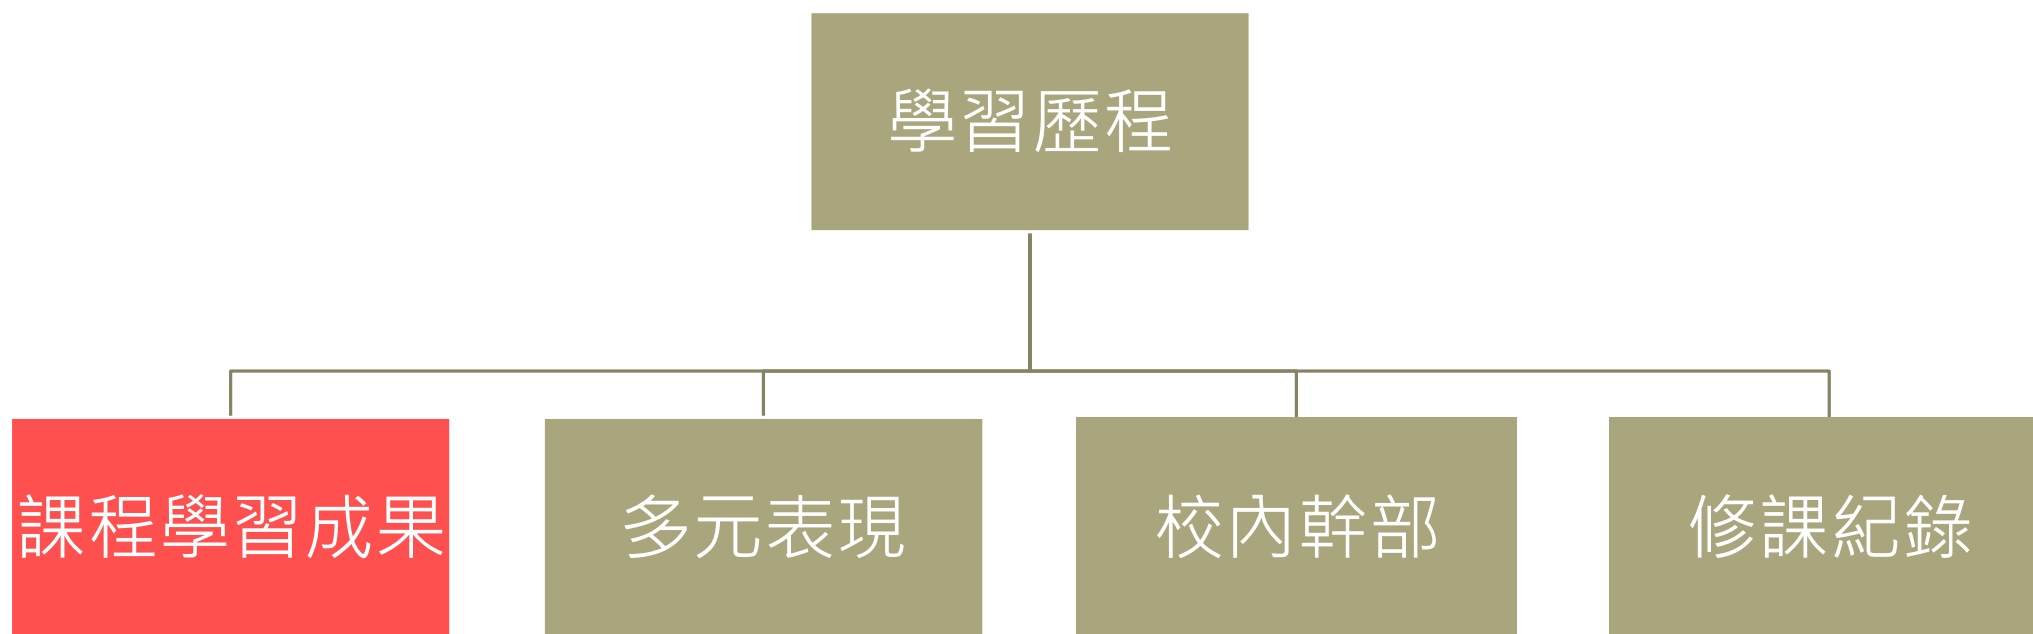 學習歷程
課程學習成果
多元表現
校內幹部
修課紀錄